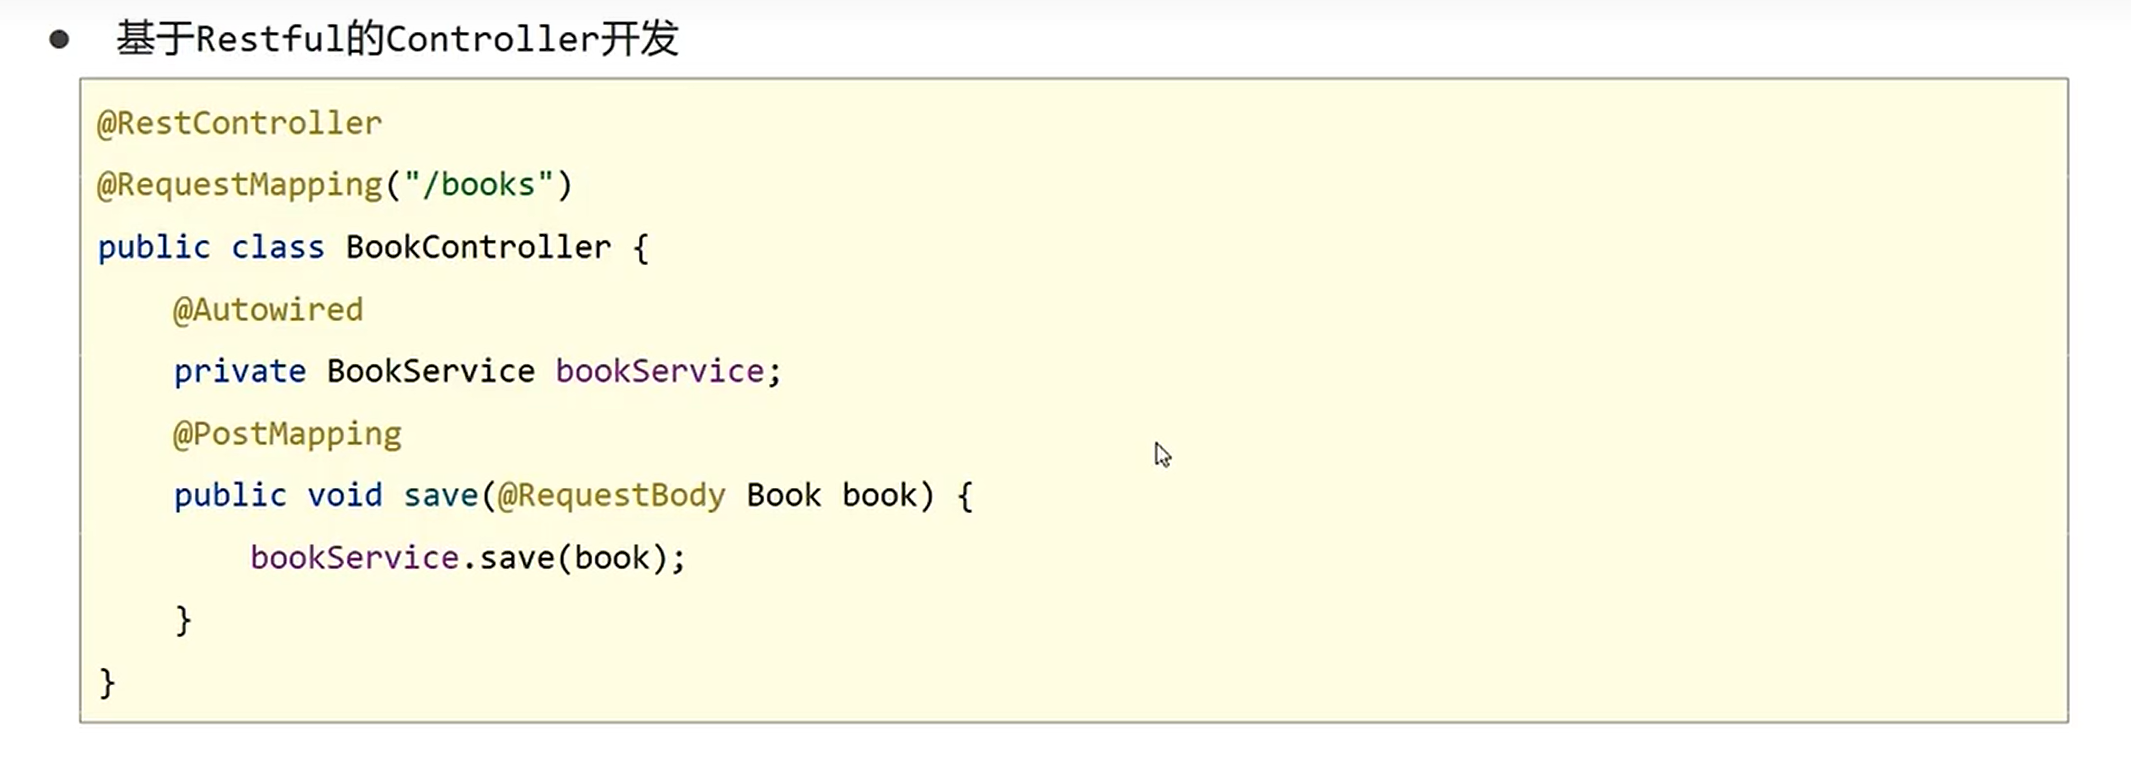 ● 基于Restful的Controller开发
@RestController
@RequestMapping("/books")
public class BookController {
    @Autowired
    private BookService bookService;
    @PostMapping
    public void save(@RequestBody Book book) {
        bookService.save(book);
    }
}